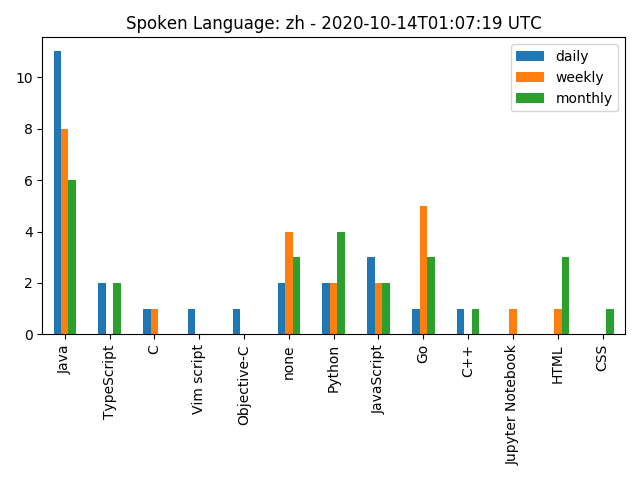 Spoken Language: zh - 2020-10-14T01:07:19 UTC
daily
weekly
monthly
10
8
6
4
2
0
Java
TypeScript
C
Vim script
Objective-C
none
Python
JavaScript
Go
C++
Jupyter Notebook
HTML
CSS